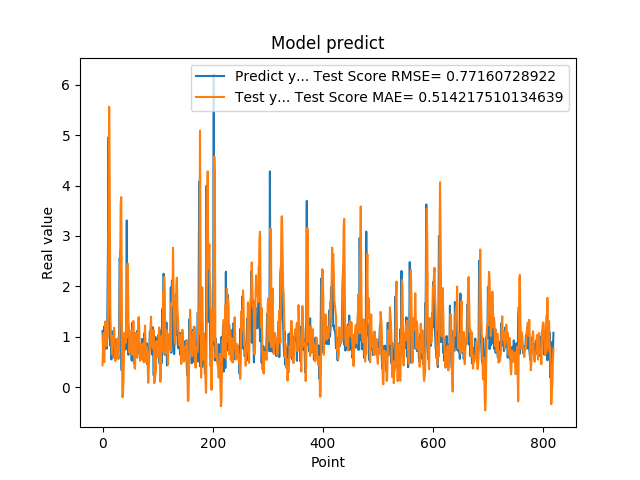 Model predict
Predict y... Test Score RMSE= 0.77160728922
Test y... Test Score MAE= 0.514217510134639
6
5
4
3
2
1
0
Real value
0 200 400 600 800
Point